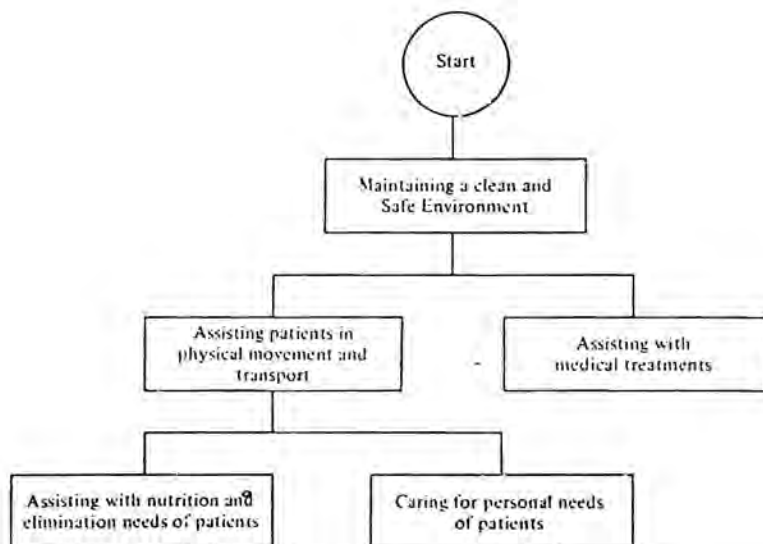 Start
Maintaining a clean and
Safe Environment
Assisting patients in
physical movement and
transport
Assisting with
medical treatments
Assisting with nutrition and
elimination needs of patients
Caring for personal needs
of patients